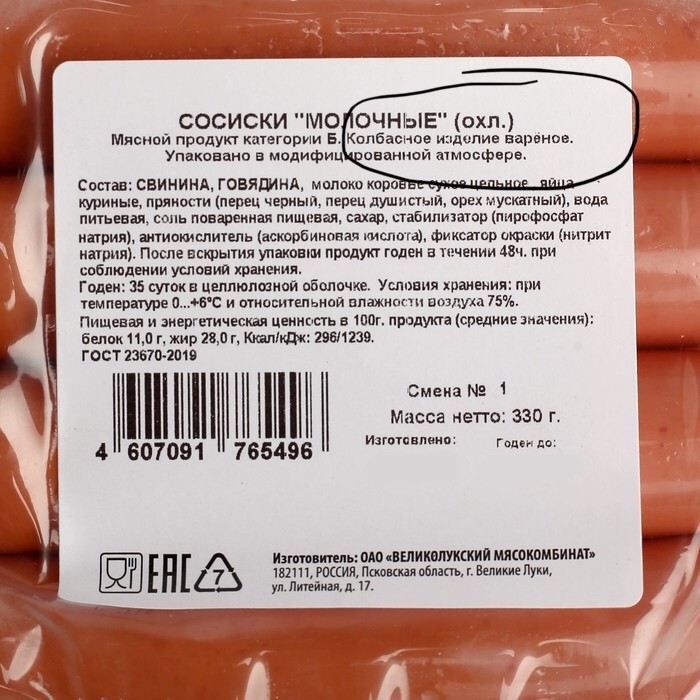 СОСИСКИ "МОЛОЧНЫЕ" (охл.)
Мясной продукт категории Б. Колбасное изделие варёное.
Упаковано в модифицированной атмосфере.
Состав: СВИНИНА, ГОВЯДИНА, молоко коровье сухое цельное, яйца
куриные, пряности (перец черный, перец душистый, орех мускатный), вода
питьевая, соль поваренная пищевая, сахар, стабилизатор (пирофосфат
натрия), антиокислитель (аскорбиновая кислота), фиксатор окраски (нитрит
натрия). После вскрытия упаковки продукт годен в течении 48ч. при
соблюдении условий хранения.
Годен: 35 суток в целлюлозной оболочке. Условия хранения: при
температуре 0...+6°С и относительной влажности воздуха 75%.
Пищевая и энергетическая ценность в 100г. продукта (средние значения):
белок 11,0 г, жир 28,0 г, Ккал/кДж: 296/1239.
ГОСТ 23670-2019
Смена № 1
Масса нетто: 330 г.
Изготовлено: Годен до:
4 607091 765496
EAC 7
Изготовитель: ОАО «ВЕЛИКОЛУКСКИЙ МЯСОКОМБИНАТ»
182111, РОССИЯ, Псковская область, г. Великие Луки,
ул. Литейная, д. 17.